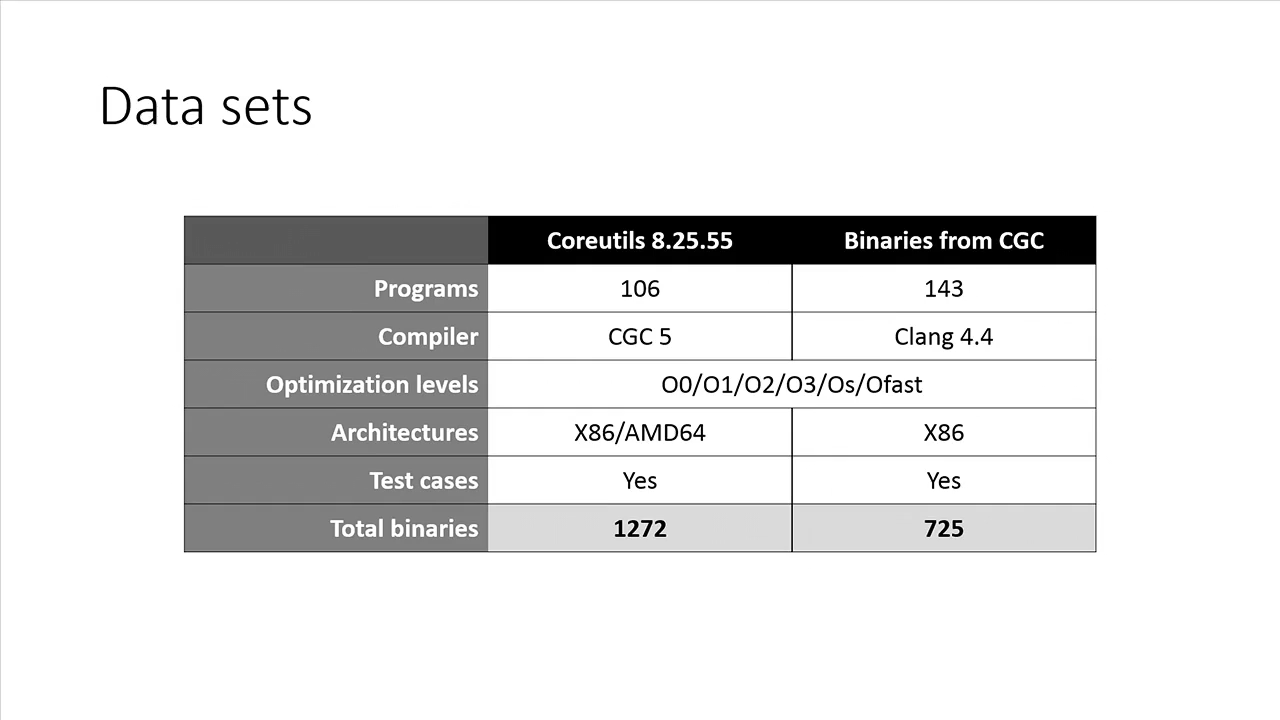 Data sets
Coreutils 8.25.55 Binaries from CGC
Programs 106 143
Compiler CGC 5 Clang 4.4
Optimization levels O0/O1/O2/O3/Os/Ofast
Architectures X86/AMD64 X86
Test cases Yes Yes
Total binaries 1272 725